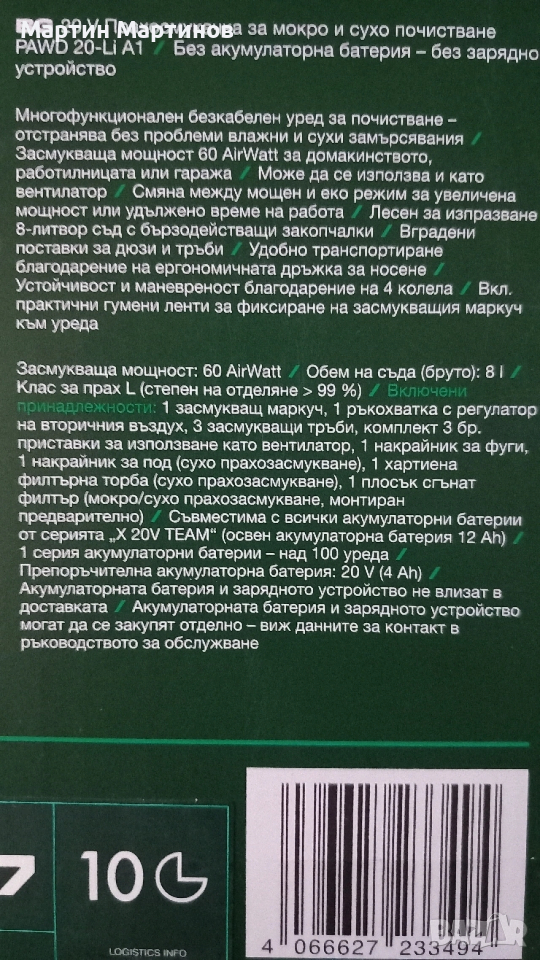 Мартин Мартинов
BG 20 V Прахосмукачка за мокро и сухо почистване
PAWD 20-Li A1 / Без акумулаторна батерия – без зарядно
устройство
Многофункционален безкабелен уред за почистване –
отстранява без проблеми влажни и сухи замърсявания /
Засмукваща мощност 60 AirWatt за домакинството,
работилницата или гаража / Може да се използва и като
вентилатор / Смяна между мощен и еко режим за увеличена
мощност или удължено време на работа / Лесен за изпразване
8-литвор съд с бързодействащи закопчалки / Вградени
поставки за дюзи и тръби / Удобно транспортиране
благодарение на ергономичната дръжка за носене /
Устойчивост и маневреност благодарение на 4 колела / Вкл.
практични гумени ленти за фиксиране на засмукващия маркуч
към уреда
Засмукваща мощност: 60 AirWatt / Обем на съда (бруто): 8 l /
Клас за прах L (степен на отделяне > 99 %) / Включени
принадлежности: 1 засмукващ маркуч, 1 ръкохватка с регулатор
на вторичния въздух, 3 засмукващи тръби, комплект 3 бр.
приставки за използване като вентилатор, 1 накрайник за фуги,
1 накрайник за под (сухо прахозасмукване), 1 хартиена
филтърна торба (сухо прахозасмукване), 1 плосък сгънат
филтър (мокро/сухо прахозасмукване, монтиран
предварително) / Съвместима с всички акумулаторни батерии
от серията „X 20V TEAM“ (освен акумулаторна батерия 12 Ah) /
1 серия акумулаторни батерии – над 100 уреда /
Препоръчителна акумулаторна батерия: 20 V (4 Ah) /
Акумулаторната батерия и зарядното устройство не влизат в
доставката / Акумулаторната батерия и зарядното устройство
могат да се закупят отделно – виж данните за контакт в
ръководството за обслужване
7 10
LOGISTICS INFO
4 066627 233494
БАЗАР